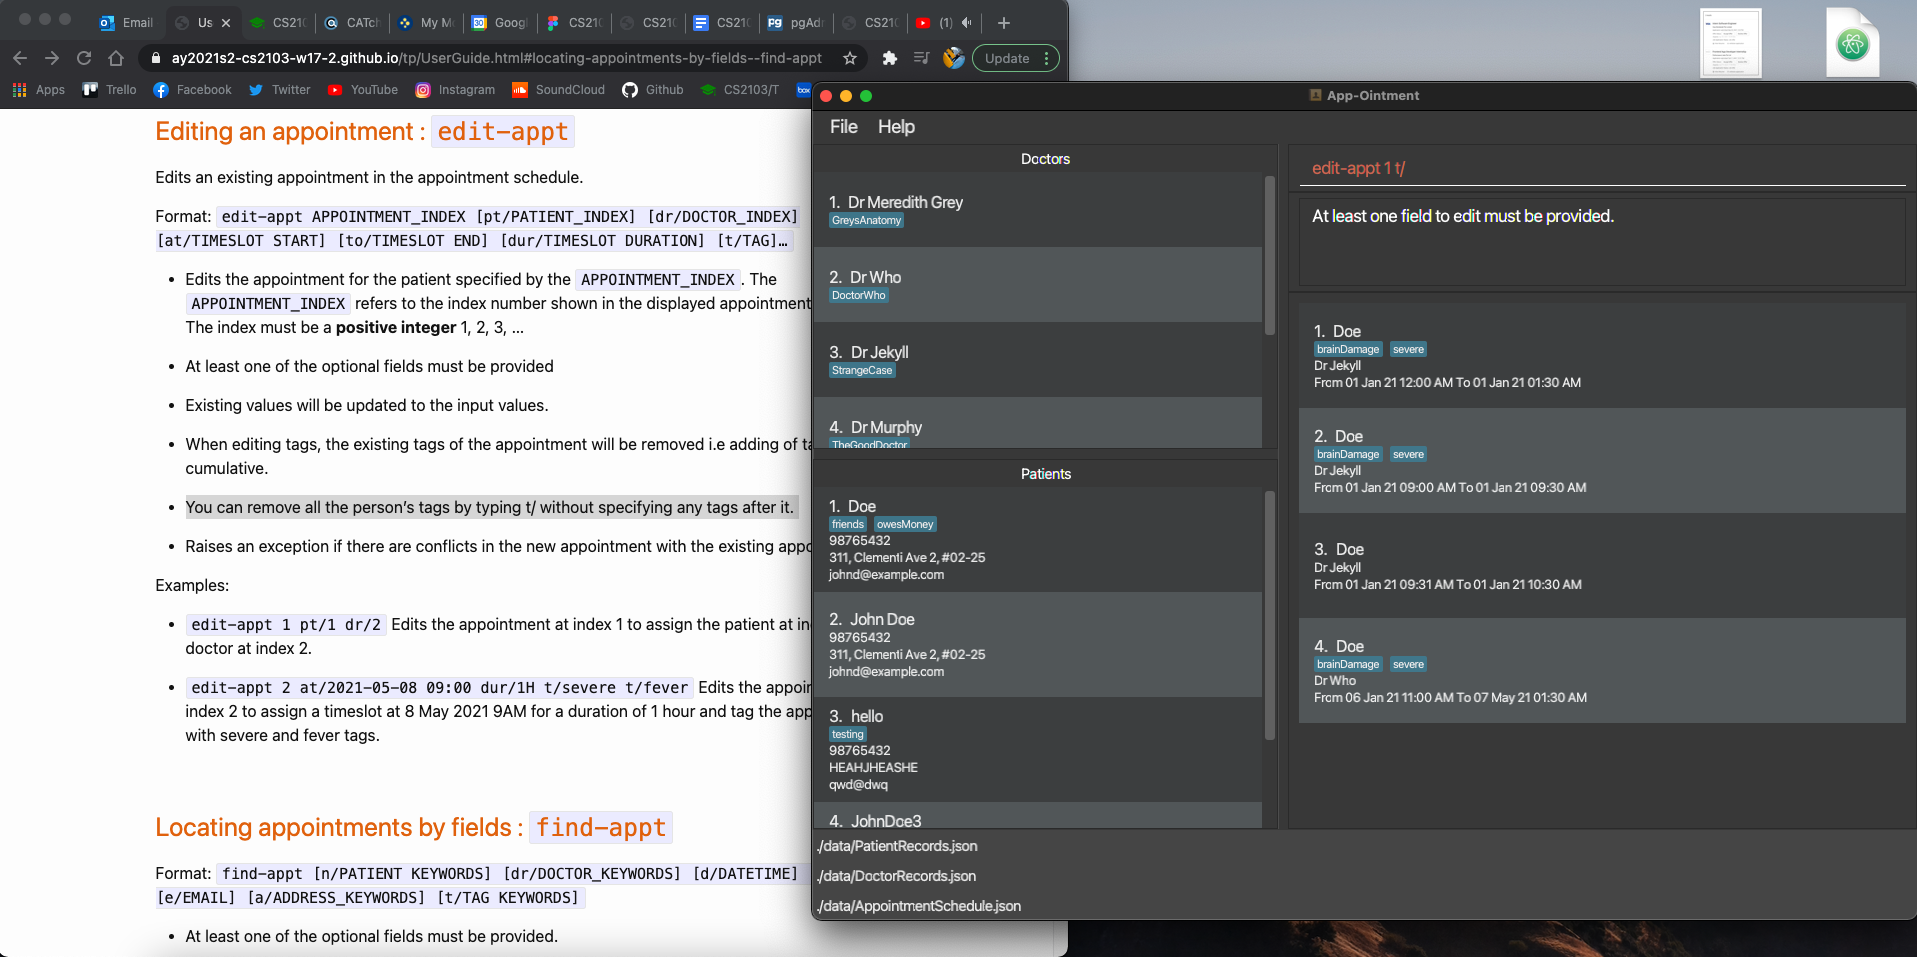 Email
Us
CS210
CATch
My Mo
Googl
CS210
CS210
CS210
pgAdr
CS210
(1)
ay2021s2-cs2103-w17-2.github.io/tp/UserGuide.html#locating-appointments-by-fields--find-appt
Update
Apps
Trello
Facebook
Twitter
YouTube
Instagram
SoundCloud
Github
CS2103/T
box
Editing an appointment : edit-appt
Edits an existing appointment in the appointment schedule.
Format: edit-appt APPOINTMENT_INDEX [pt/PATIENT_INDEX] [dr/DOCTOR_INDEX]
[at/TIMESLOT START] [to/TIMESLOT END] [dur/TIMESLOT DURATION] [t/TAG]…
• Edits the appointment for the patient specified by the APPOINTMENT_INDEX. The
APPOINTMENT_INDEX refers to the index number shown in the displayed appointment
The index must be a positive integer 1, 2, 3, …
• At least one of the optional fields must be provided
• Existing values will be updated to the input values.
• When editing tags, the existing tags of the appointment will be removed i.e adding of ta
cumulative.
• You can remove all the person’s tags by typing t/ without specifying any tags after it.
• Raises an exception if there are conflicts in the new appointment with the existing appo
Examples:
• edit-appt 1 pt/1 dr/2 Edits the appointment at index 1 to assign the patient at in
doctor at index 2.
• edit-appt 2 at/2021-05-08 09:00 dur/1H t/severe t/fever Edits the appoin
index 2 to assign a timeslot at 8 May 2021 9AM for a duration of 1 hour and tag the app
with severe and fever tags.
Locating appointments by fields : find-appt
Format: find-appt [n/PATIENT KEYWORDS] [dr/DOCTOR_KEYWORDS] [d/DATETIME]
[e/EMAIL] [a/ADDRESS_KEYWORDS] [t/TAG KEYWORDS]
• At least one of the optional fields must be provided.
App-Ointment
File
Help
Doctors
1. Dr Meredith Grey
GreysAnatomy
2. Dr Who
DoctorWho
3. Dr Jekyll
StrangeCase
4. Dr Murphy
TheGoodDoctor
Patients
1. Doe
friends owesMoney
98765432
311, Clementi Ave 2, #02-25
johnd@example.com
2. John Doe
98765432
311, Clementi Ave 2, #02-25
johnd@example.com
3. hello
testing
98765432
HEAHJHEASHE
qwd@dwq
4. JohnDoe3
edit-appt 1 t/
At least one field to edit must be provided.
1. Doe
brainDamage severe
Dr Jekyll
From 01 Jan 21 12:00 AM To 01 Jan 21 01:30 AM
2. Doe
brainDamage severe
Dr Jekyll
From 01 Jan 21 09:00 AM To 01 Jan 21 09:30 AM
3. Doe
Dr Jekyll
From 01 Jan 21 09:31 AM To 01 Jan 21 10:30 AM
4. Doe
brainDamage severe
Dr Who
From 06 Jan 21 11:00 AM To 07 May 21 01:30 AM
./data/PatientRecords.json
./data/DoctorRecords.json
./data/AppointmentSchedule.json